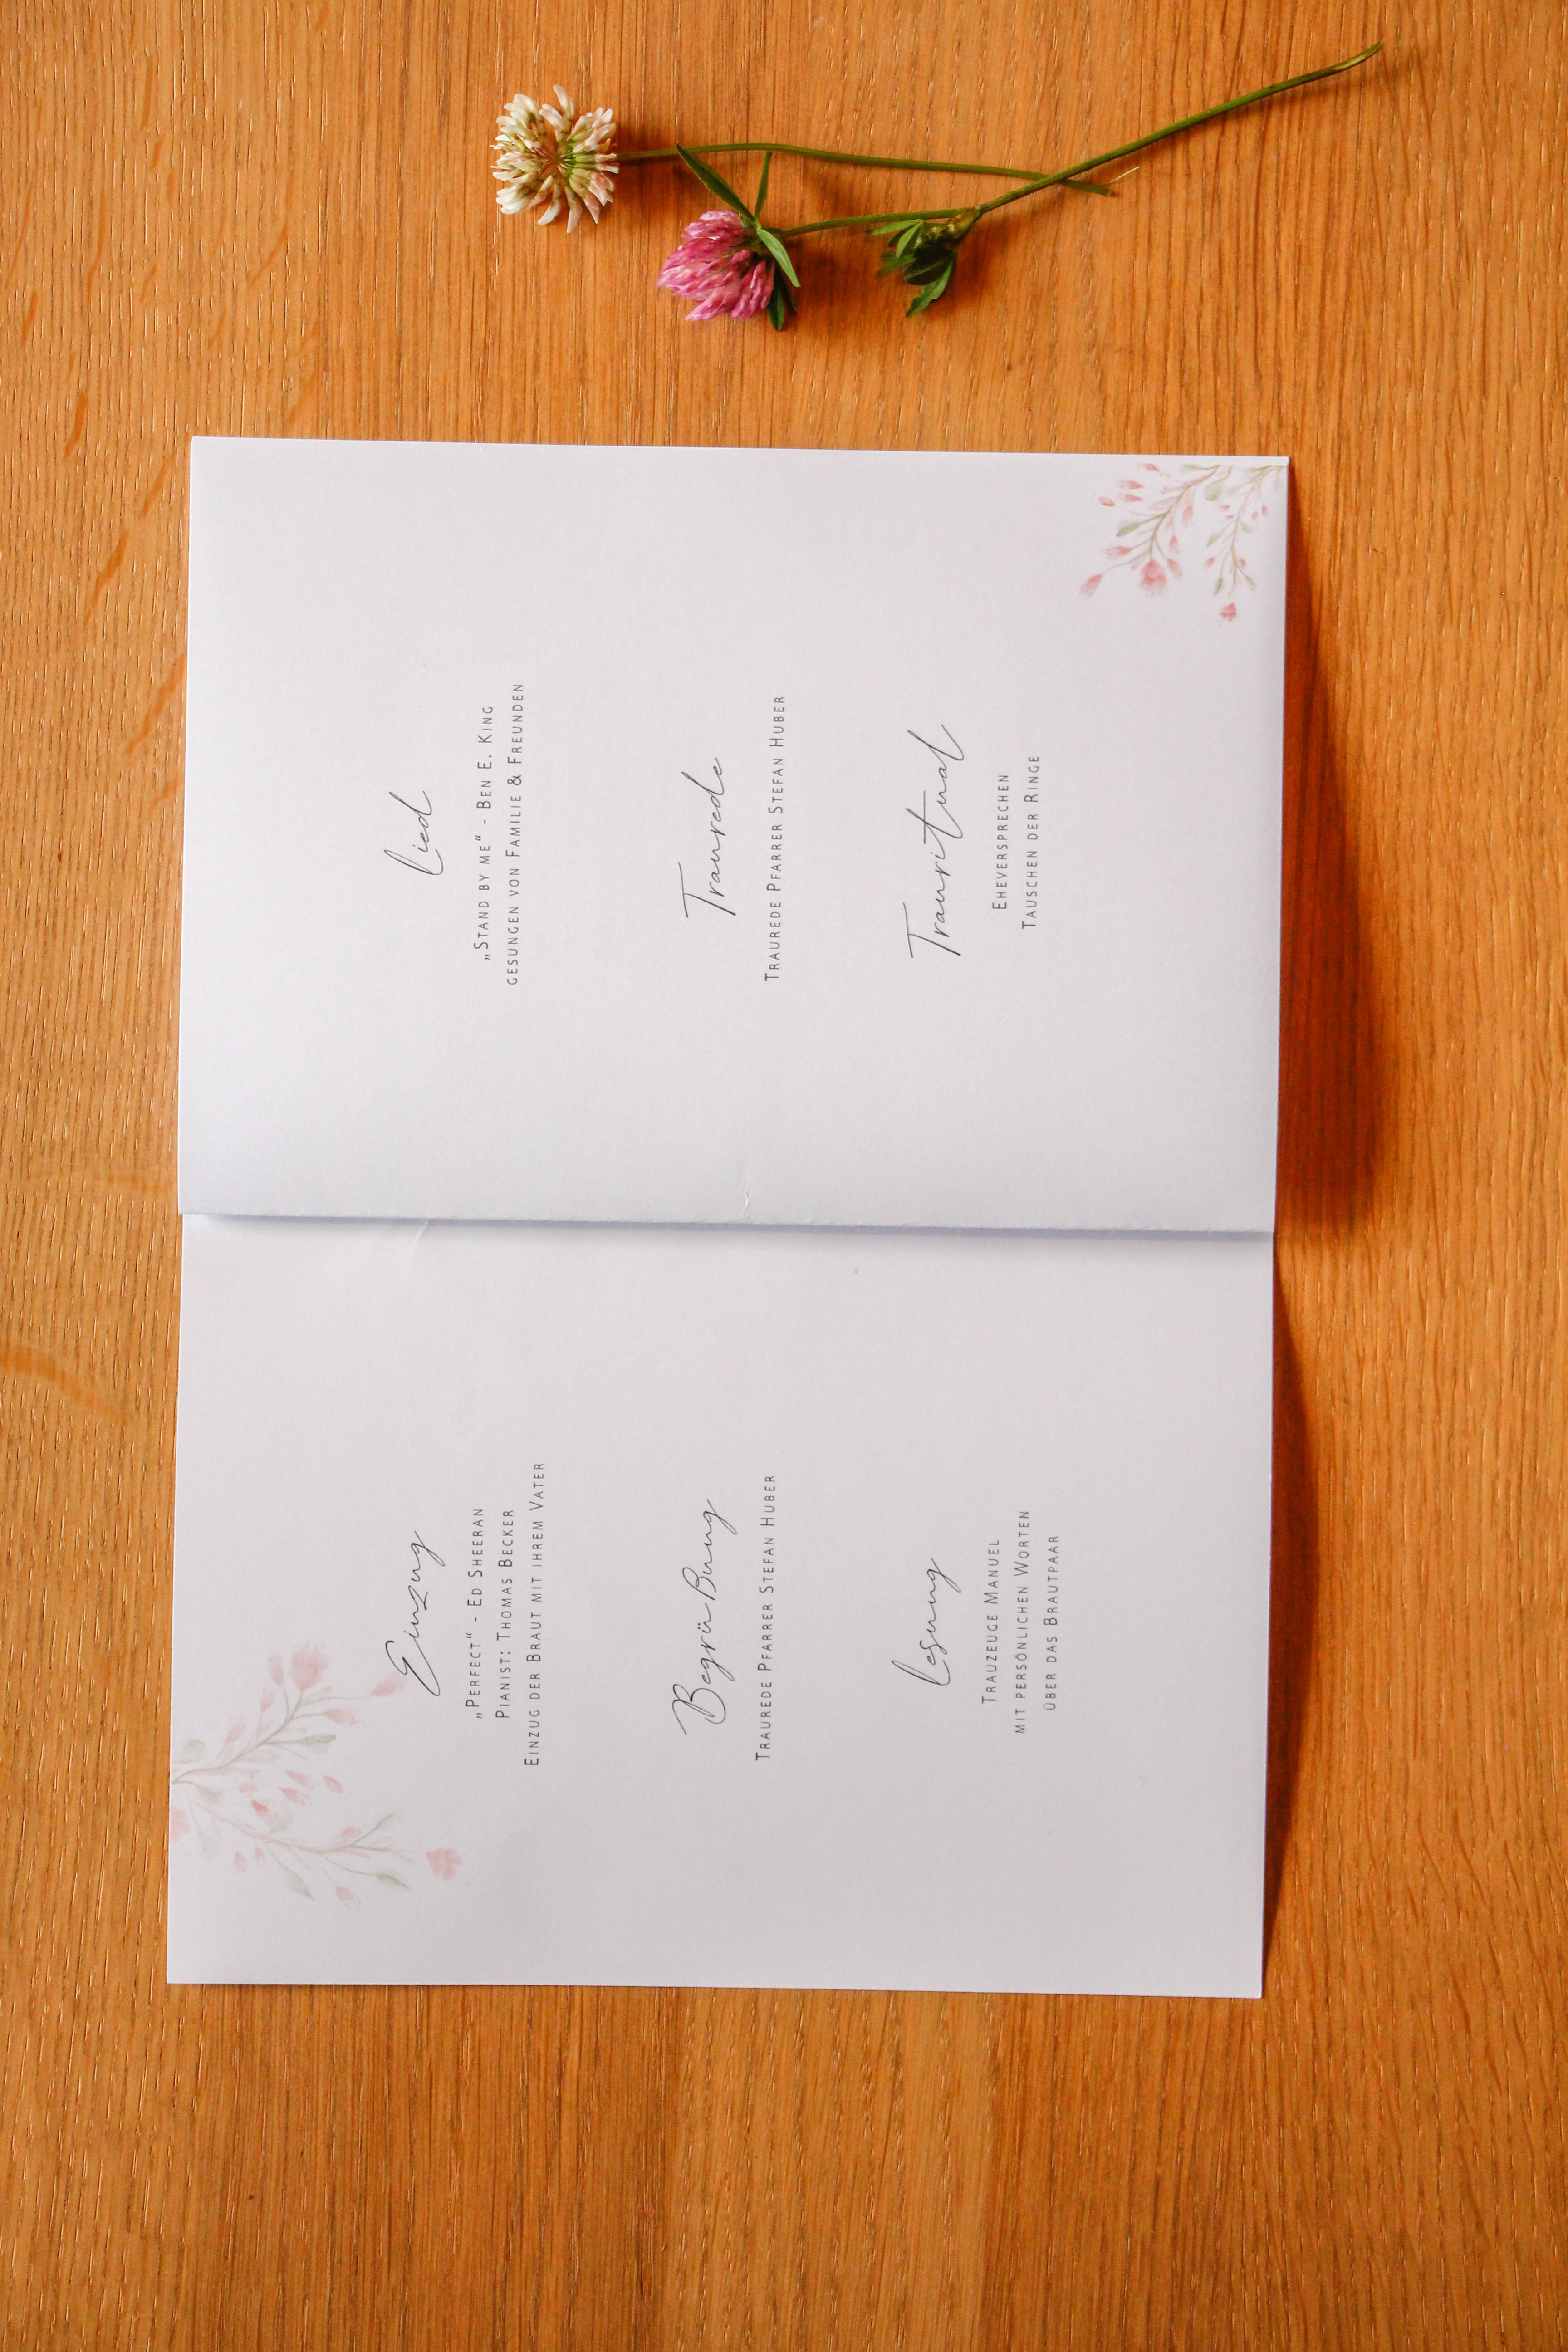 Einzug
„Perfect“ - Ed Sheeran
Pianist: Thomas Becker
Einzug der Braut mit ihrem Vater
Begrüßung
Traurede Pfarrer Stefan Huber
Lesung
Trauzeuge Manuel
mit persönlichen Worten
über das Brautpaar
Lied
„Stand by me“ - Ben E. King
gesungen von Familie & Freunden
Traurede
Traurede Pfarrer Stefan Huber
Trauritual
Eheversprechen
Tauschen der Ringe